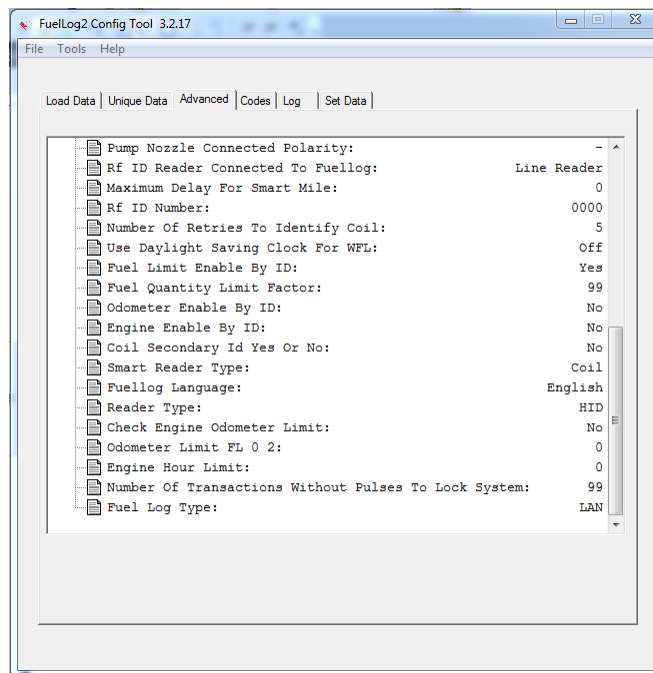 FuelLog2 Config Tool 3.2.17
File Tools Help
Load Data Unique Data Advanced Codes Log Set Data
Pump Nozzle Connected Polarity: -
Rf ID Reader Connected To Fuellog: Line Reader
Maximum Delay For Smart Mile: 0
Rf ID Number: 0000
Number Of Retries To Identify Coil: 5
Use Daylight Saving Clock For WFL: Off
Fuel Limit Enable By ID: Yes
Fuel Quantity Limit Factor: 99
Odometer Enable By ID: No
Engine Enable By ID: No
Coil Secondary Id Yes Or No: No
Smart Reader Type: Coil
Fuellog Language: English
Reader Type: HID
Check Engine Odometer Limit: No
Odometer Limit FL 0 2: 0
Engine Hour Limit: 0
Number Of Transactions Without Pulses To Lock System: 99
Fuel Log Type: LAN